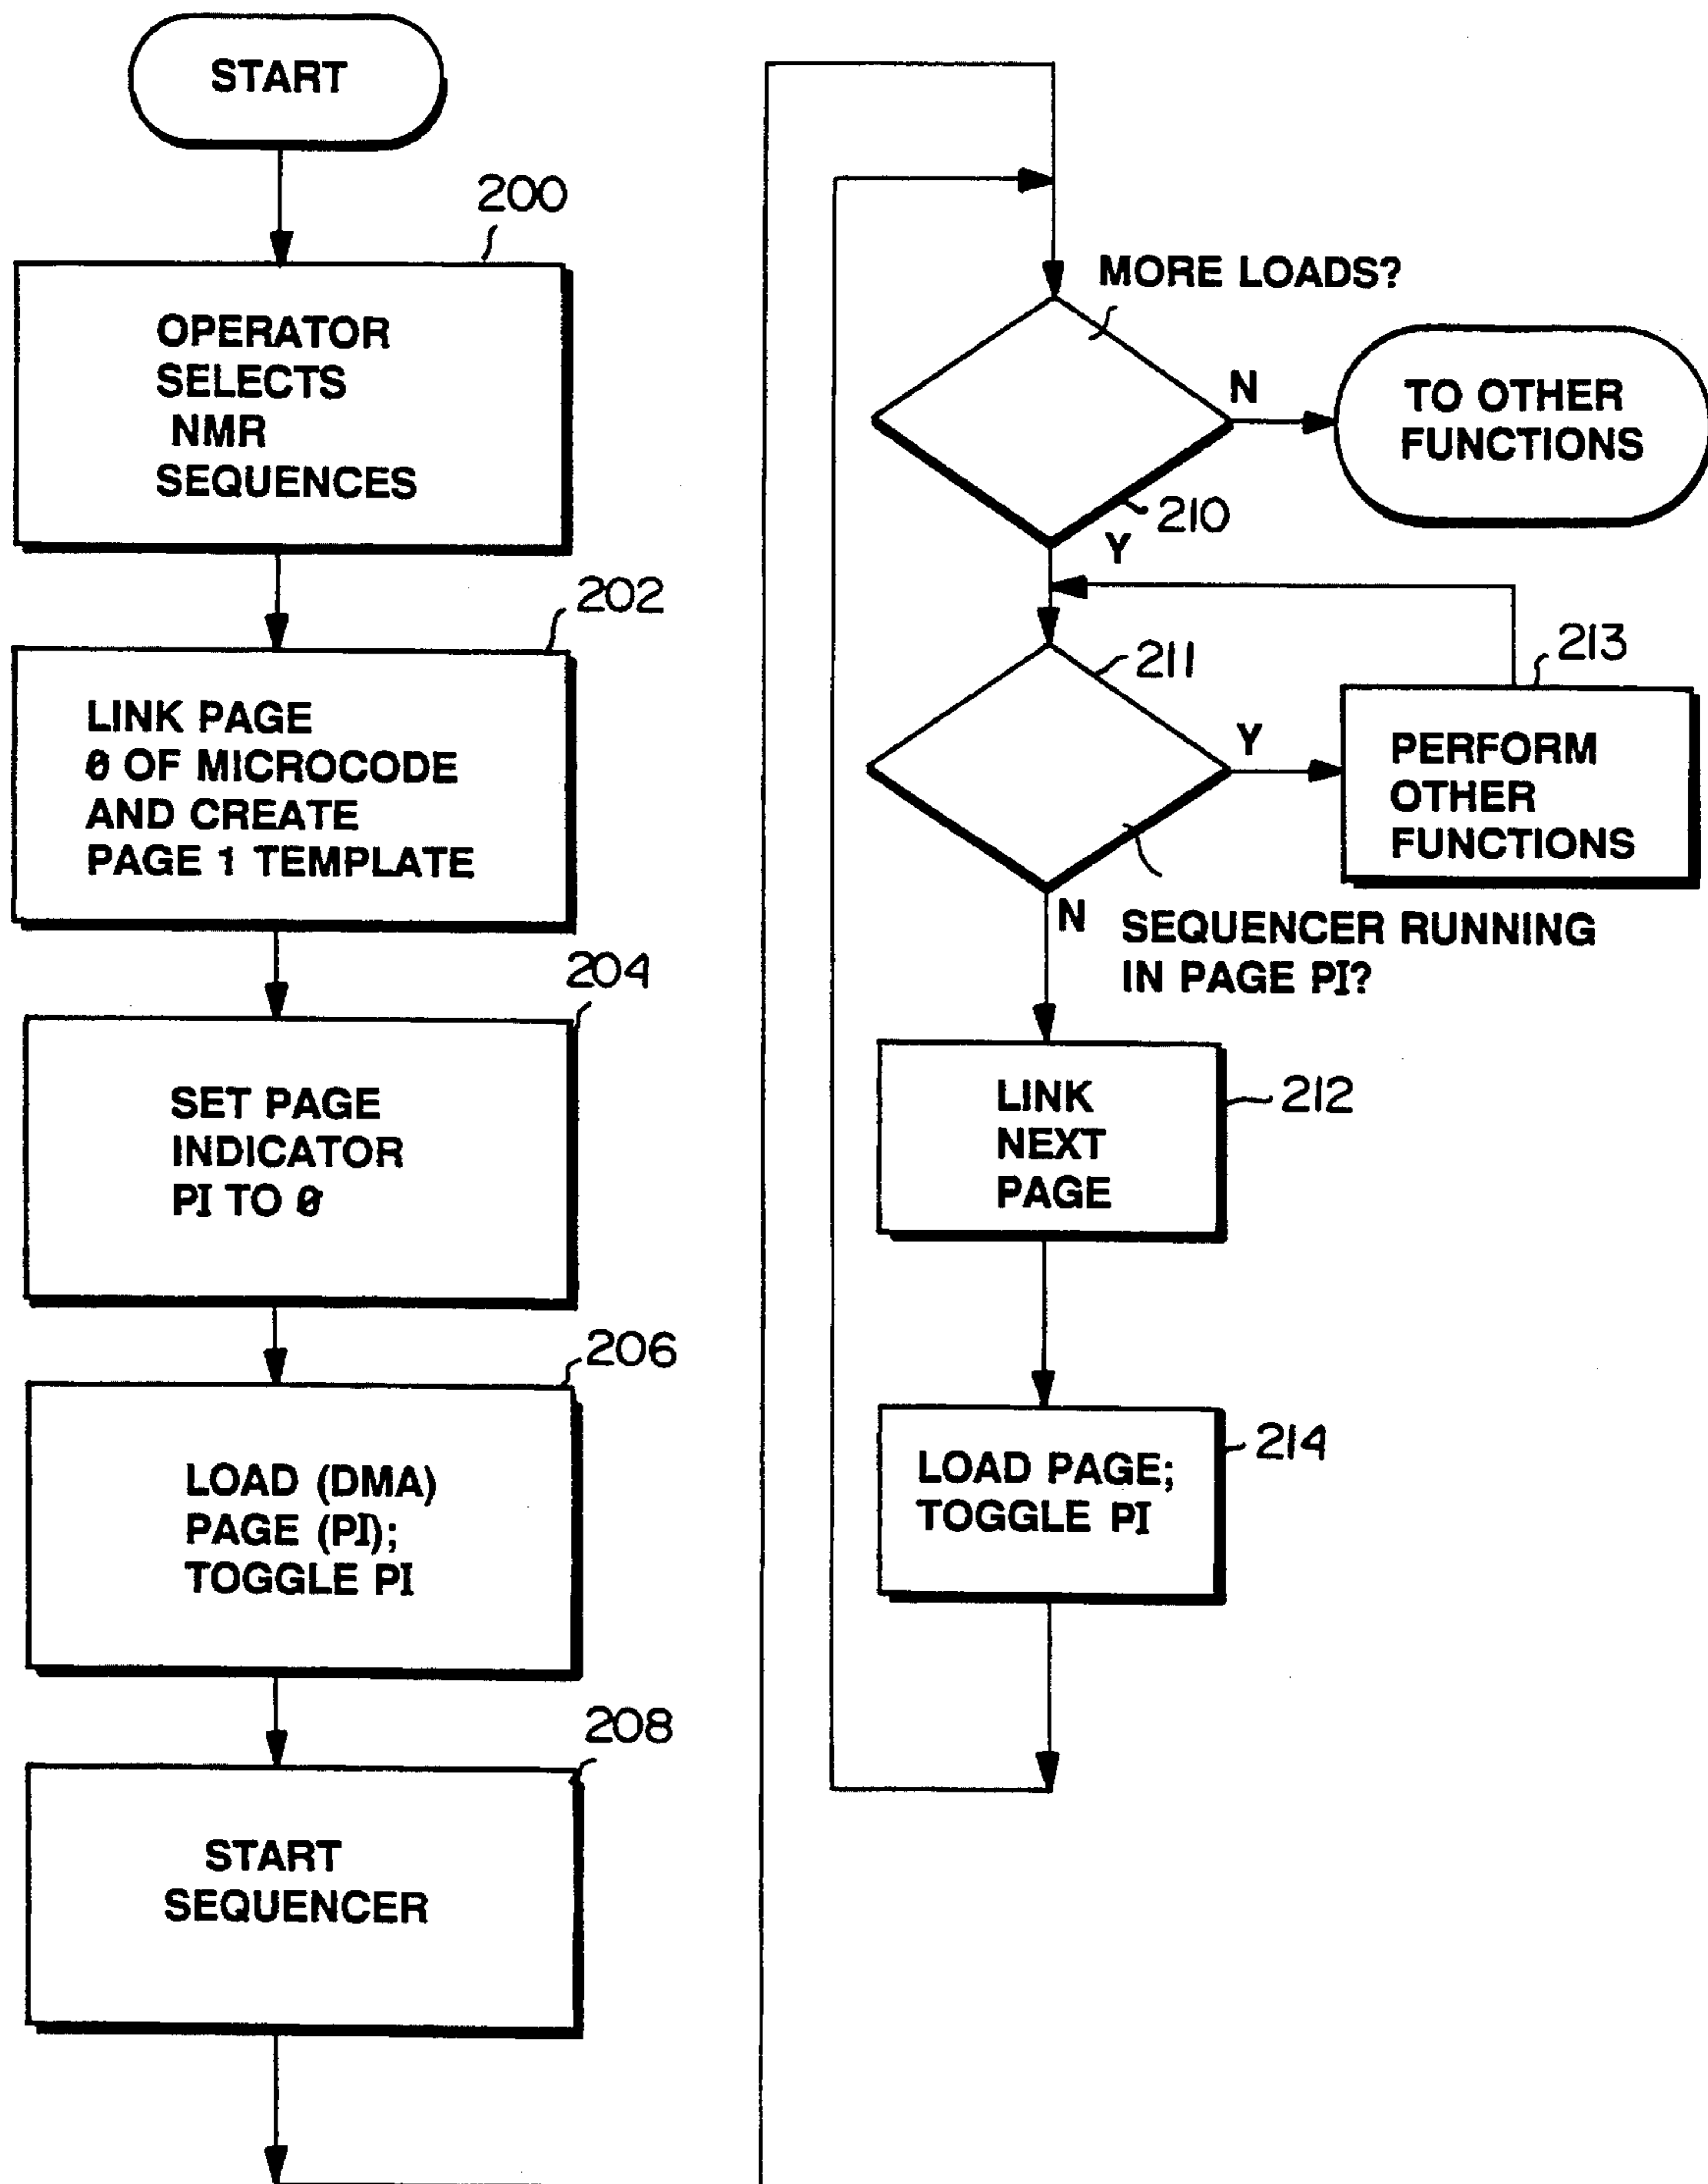 START
200
OPERATOR
SELECTS
NMR
SEQUENCES
202
LINK PAGE
0 OF MICROCODE
AND CREATE
PAGE 1 TEMPLATE
204
SET PAGE
INDICATOR
PI TO 0
206
LOAD (DMA)
PAGE (PI);
TOGGLE PI
208
START
SEQUENCER
MORE LOADS?
N
TO OTHER
FUNCTIONS
210
Y
211
213
Y
PERFORM
OTHER
FUNCTIONS
N
SEQUENCER RUNNING
IN PAGE PI?
LINK
NEXT
PAGE
212
LOAD PAGE;
TOGGLE PI
214